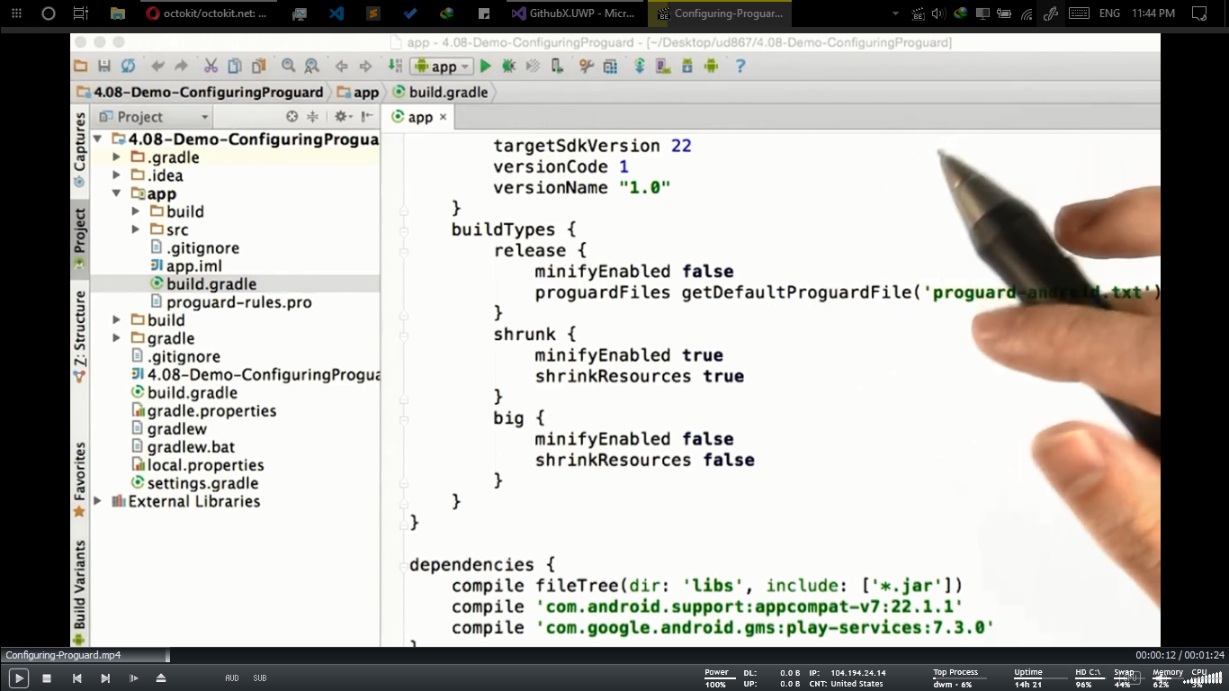 octokit/octokit.net: ...
GithubX.UWP - Micr...
Configuring-Proguar...
ENG
11:44 PM
app - 4.08-Demo-ConfiguringProguard - [~/Desktop/ud867/4.08-Demo-ConfiguringProguard]
app
4.08-Demo-ConfiguringProguard
app
build.gradle
Captures
Project
Z: Structure
Favorites
Build Variants
Project
4.08-Demo-ConfiguringProgua
.gradle
.idea
app
build
src
.gitignore
app.iml
build.gradle
proguard-rules.pro
build
gradle
.gitignore
4.08-Demo-ConfiguringProgua
build.gradle
gradle.properties
gradlew
gradlew.bat
local.properties
settings.gradle
External Libraries
app
targetSdkVersion 22
versionCode 1
versionName "1.0"
}
buildTypes {
release {
minifyEnabled false
proguardFiles getDefaultProguardFile('proguard-android.txt')
}
shrunk {
minifyEnabled true
shrinkResources true
}
big {
minifyEnabled false
shrinkResources false
}
}
}
dependencies {
compile fileTree(dir: 'libs', include: ['*.jar'])
compile 'com.android.support:appcompat-v7:22.1.1'
compile 'com.google.android.gms:play-services:7.3.0'
Configuring-Proguard.mp4
00:00:12 / 00:01:24
AUD SUB
Power
100%
DL: 0.0 B
UP: 0.0 B
IP: 104.194.24.14
CNT: United States
Top Process
dwm - 6%
Uptime
14h 21
HD C:\
96%
Swap
44%
Memory
62%
CPU
3%